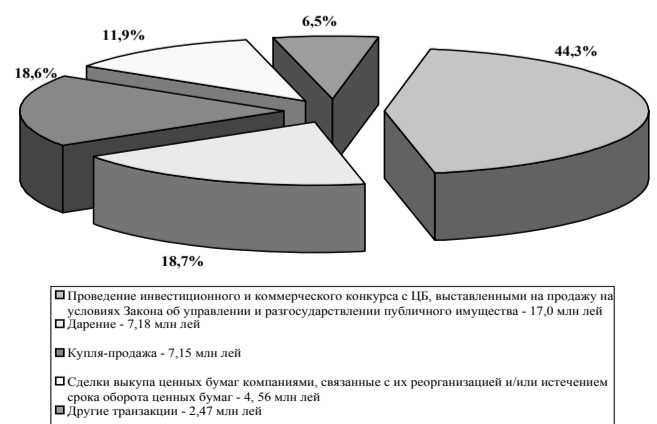 6,5%
11,9%
44,3%
18,6%
18,7%
Проведение инвестиционного и коммерческого конкурса с ЦБ, выставленными на продажу на
условиях Закона об управлении и разгосударствлении публичного имущества - 17,0 млн лей
Дарение - 7,18 млн лей
Купля-продажа - 7,15 млн лей
Сделки выкупа ценных бумаг компаниями, связанные с их реорганизацией и/или истечением
срока оборота ценных бумаг - 4, 56 млн лей
Другие транзакции - 2,47 млн лей